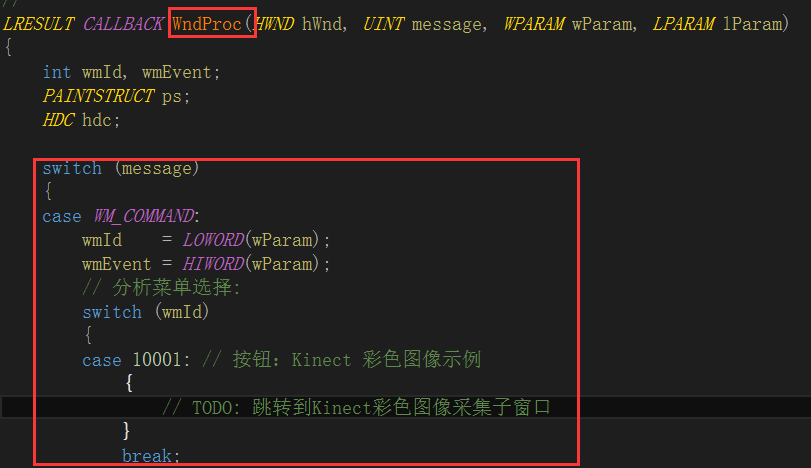 //
LRESULT CALLBACK WndProc(HWND hWnd, UINT message, WPARAM wParam, LPARAM lParam)
{
int wmId, wmEvent;
PAINTSTRUCT ps;
HDC hdc;
switch (message)
{
case WM_COMMAND:
wmId = LOWORD(wParam);
wmEvent = HIWORD(wParam);
// 分析菜单选择:
switch (wmId)
{
case 10001: // 按钮：Kinect 彩色图像示例
{
// TODO: 跳转到Kinect彩色图像采集子窗口
}
break;